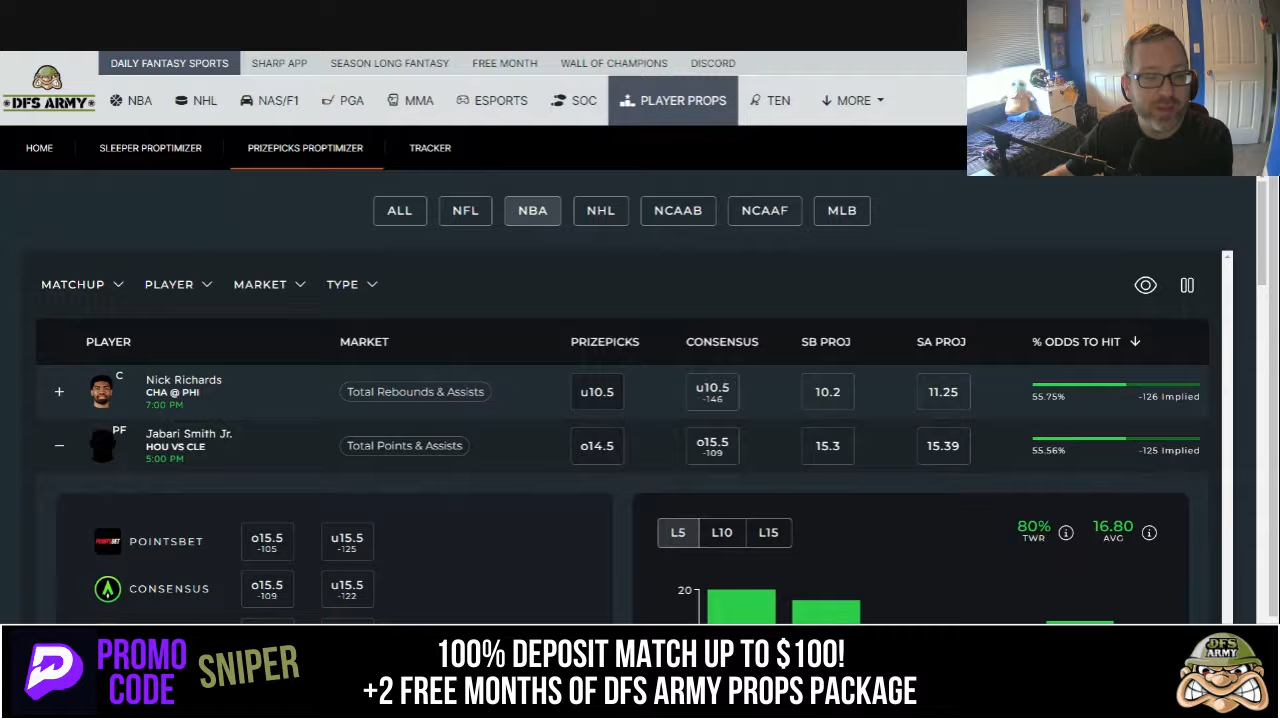 DAILY FANTASY SPORTS SHARP APP SEASON LONG FANTASY FREE MONTH WALL OF CHAMPIONS DISCORD
DFS ARMY
NBA NHL NAS/F1 PGA MMA ESPORTS SOC PLAYER PROPS TEN MORE
HOME SLEEPER PROPTIMIZER PRIZEPICKS PROPTIMIZER TRACKER
ALL NFL NBA NHL NCAAB NCAAF MLB
MATCHUP PLAYER MARKET TYPE
PLAYER MARKET PRIZEPICKS CONSENSUS SB PROJ SA PROJ % ODDS TO HIT
C
Nick Richards
CHA @ PHI
7:00 PM
Total Rebounds & Assists
u10.5
u10.5
-146
10.2
11.25
55.75% -126 Implied
PF
Jabari Smith Jr.
HOU VS CLE
5:00 PM
Total Points & Assists
o14.5
o15.5
-109
15.3
15.39
55.56% -125 Implied
POINTSBET
o15.5
-105
u15.5
-125
CONSENSUS
o15.5
-109
u15.5
-122
L5 L10 L15
80%
TWR
16.80
AVG
20
PROMO
CODE
SNIPER
100% DEPOSIT MATCH UP TO $100!
+2 FREE MONTHS OF DFS ARMY PROPS PACKAGE
DFS
ARMY